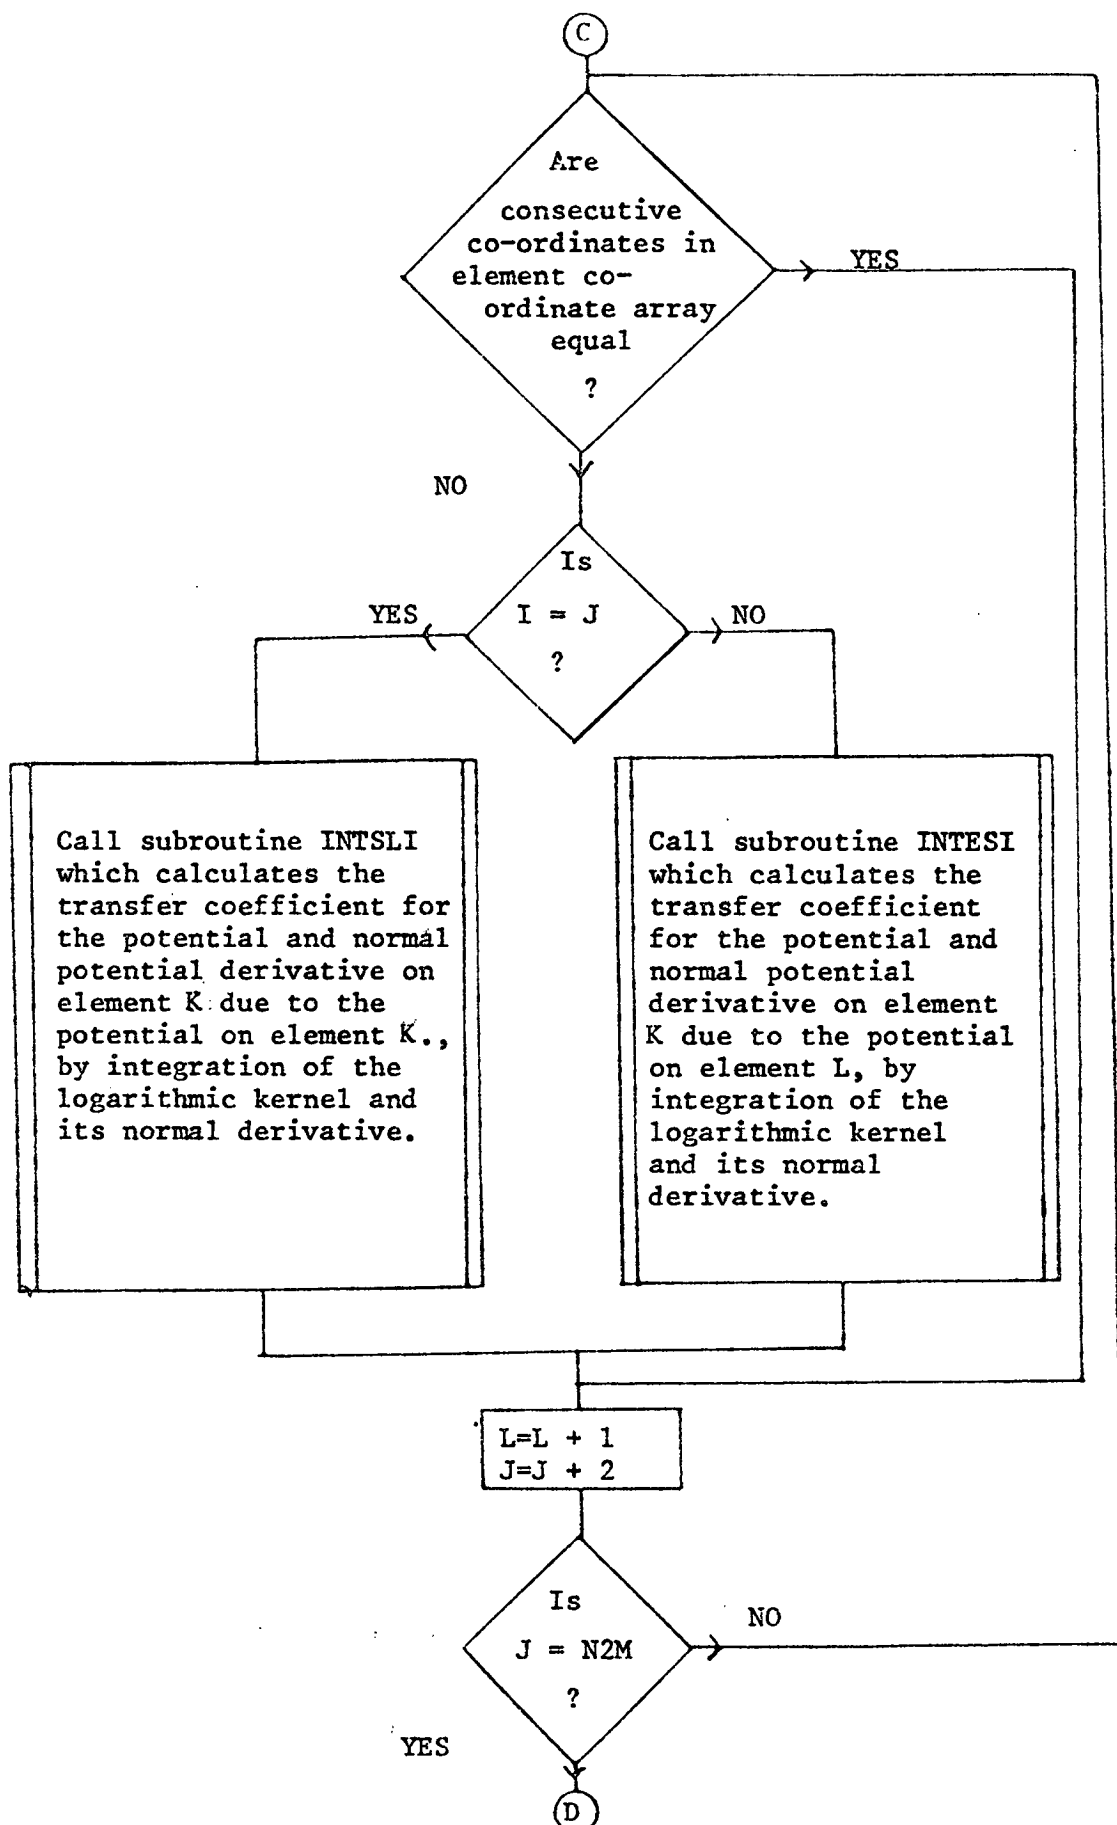 C
Are
consecutive
co-ordinates in
element co-
ordinate array
equal
?
YES
NO
Is
I = J
?
YES
NO
Call subroutine INTSLI
which calculates the
transfer coefficient for
the potential and normal
potential derivative on
element K due to the
potential on element K.,
by integration of the
logarithmic kernel and
its normal derivative.
Call subroutine INTESI
which calculates the
transfer coefficient
for the potential and
normal potential
derivative on element
K due to the potential
on element L, by
integration of the
logarithmic kernel
and its normal
derivative.
L=L + 1
J=J + 2
Is
J = N2M
?
NO
YES
D